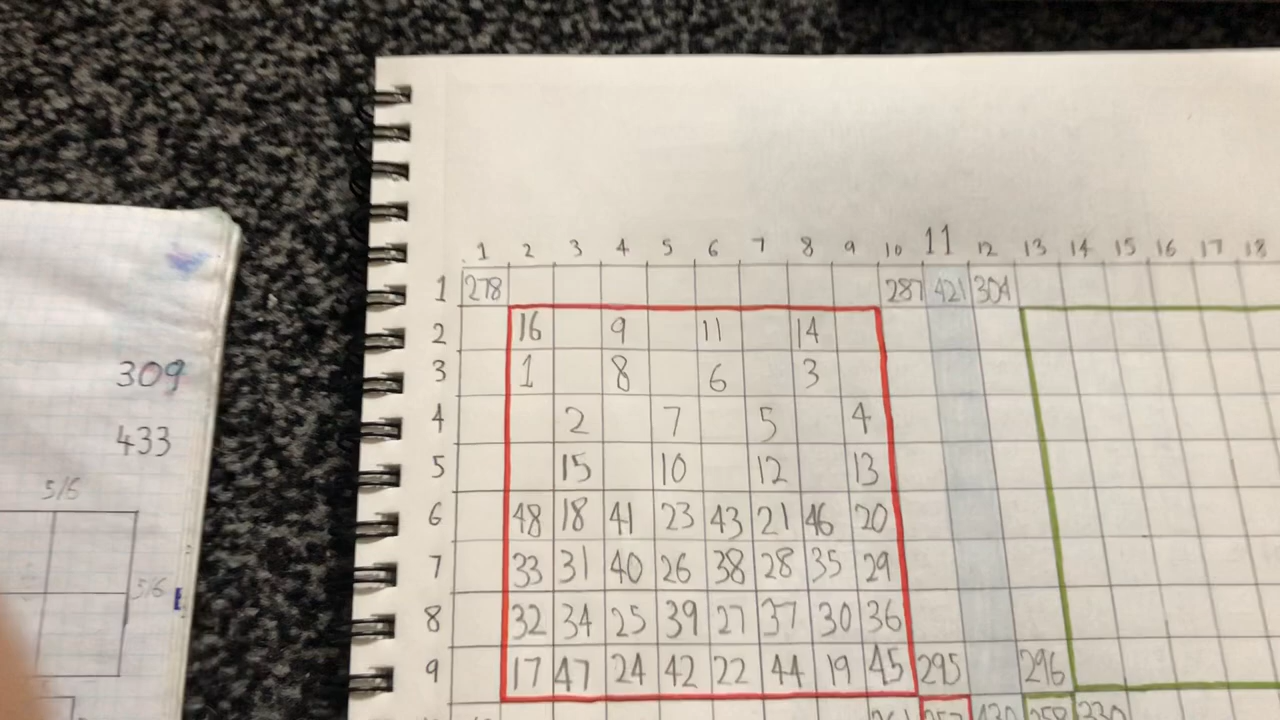 309
433
5/6
5/6
1 2 3 4 5 6 7 8 9 10 11 12 13 14 15 16 17 18
1 278 287 421 304
2 16 9 11 14
3 1 8 6 3
4 2 7 5 4
5 15 10 12 13
6 48 18 41 23 43 21 46 20
7 33 31 40 26 38 28 35 29
8 32 34 25 39 27 37 30 36
9 17 47 24 42 22 44 19 45 295 296